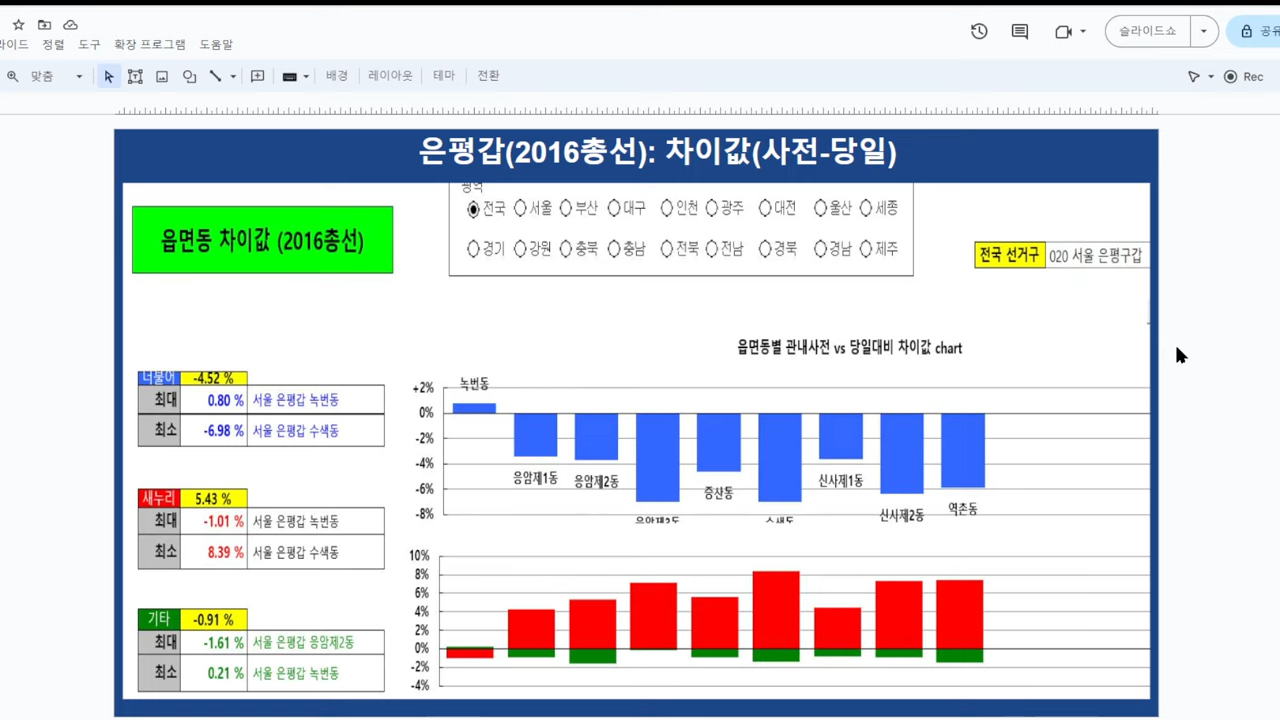 슬라이드쇼
공유
라이드 정렬 도구 확장 프로그램 도움말
맞춤 배경 레이아웃 테마 전환 Rec
은평갑(2016총선): 차이값(사전-당일)
광역
전국 서울 부산 대구 인천 광주 대전 울산 세종
경기 강원 충북 충남 전북 전남 경북 경남 제주
읍면동 차이값 (2016총선)
전국 선거구 020 서울 은평구갑
읍면동별 관내사전 vs 당일대비 차이값 chart
더불어 -4.52 %
최대 0.80 % 서울 은평갑 녹번동
최소 -6.98 % 서울 은평갑 수색동
새누리 5.43 %
최대 -1.01 % 서울 은평갑 녹번동
최소 8.39 % 서울 은평갑 수색동
기타 -0.91 %
최대 -1.61 % 서울 은평갑 응암제2동
최소 0.21 % 서울 은평갑 녹번동
+2%
0%
-2%
-4%
-6%
-8%
녹번동
응암제1동 응암제2동 응암제3동 증산동 수색동 신사제1동 신사제2동 역촌동
10%
8%
6%
4%
2%
0%
-2%
-4%